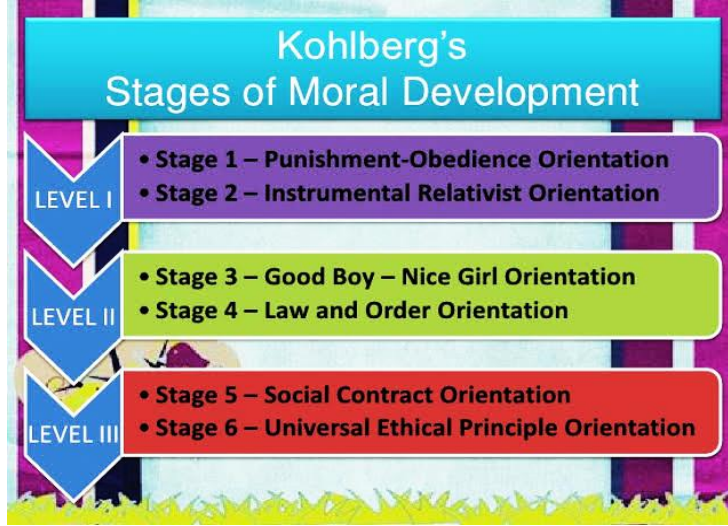 Kohlberg's
Stages of Moral Development
LEVEL I
• Stage 1 – Punishment-Obedience Orientation
• Stage 2 – Instrumental Relativist Orientation
LEVEL II
• Stage 3 – Good Boy – Nice Girl Orientation
• Stage 4 – Law and Order Orientation
LEVEL III
• Stage 5 – Social Contract Orientation
• Stage 6 – Universal Ethical Principle Orientation